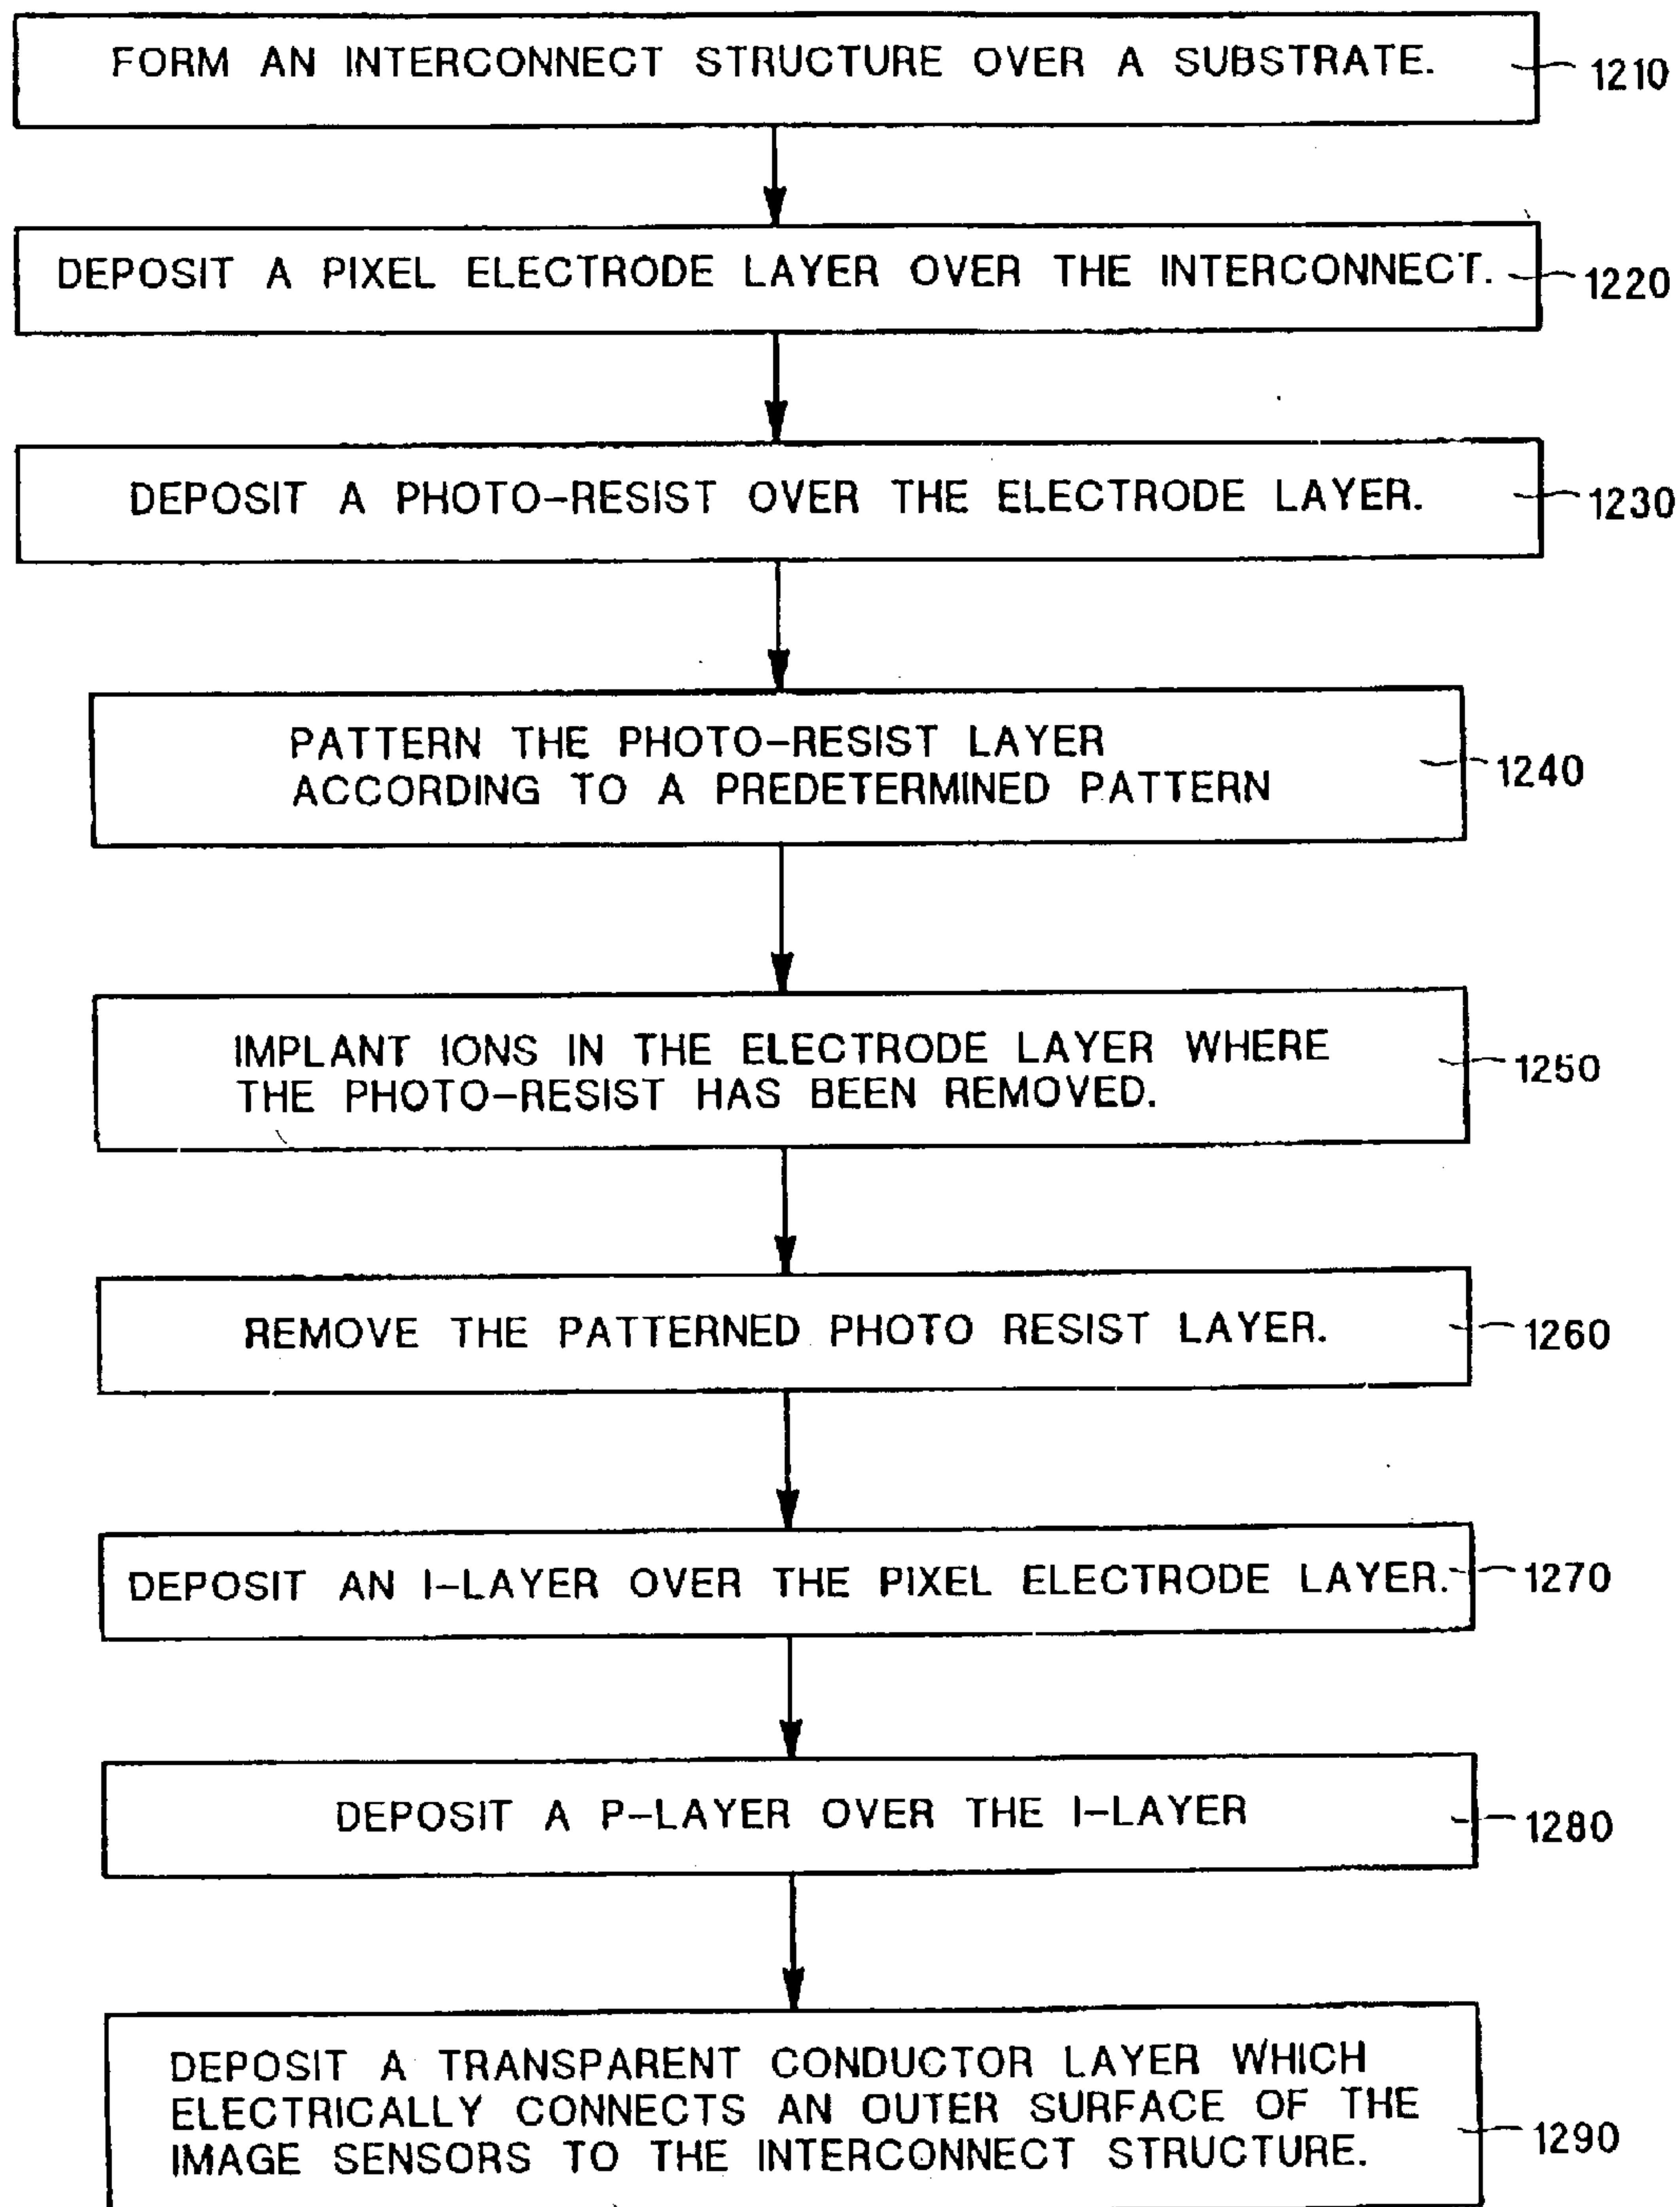 FORM AN INTERCONNECT STRUCTURE OVER A SUBSTRATE.
1210
DEPOSIT A PIXEL ELECTRODE LAYER OVER THE INTERCONNECT.
1220
DEPOSIT A PHOTO-RESIST OVER THE ELECTRODE LAYER.
1230
PATTERN THE PHOTO-RESIST LAYER
ACCORDING TO A PREDETERMINED PATTERN
1240
IMPLANT IONS IN THE ELECTRODE LAYER WHERE
THE PHOTO-RESIST HAS BEEN REMOVED.
1250
REMOVE THE PATTERNED PHOTO RESIST LAYER.
1260
DEPOSIT AN I-LAYER OVER THE PIXEL ELECTRODE LAYER.
1270
DEPOSIT A P-LAYER OVER THE I-LAYER
1280
DEPOSIT A TRANSPARENT CONDUCTOR LAYER WHICH
ELECTRICALLY CONNECTS AN OUTER SURFACE OF THE
IMAGE SENSORS TO THE INTERCONNECT STRUCTURE.
1290